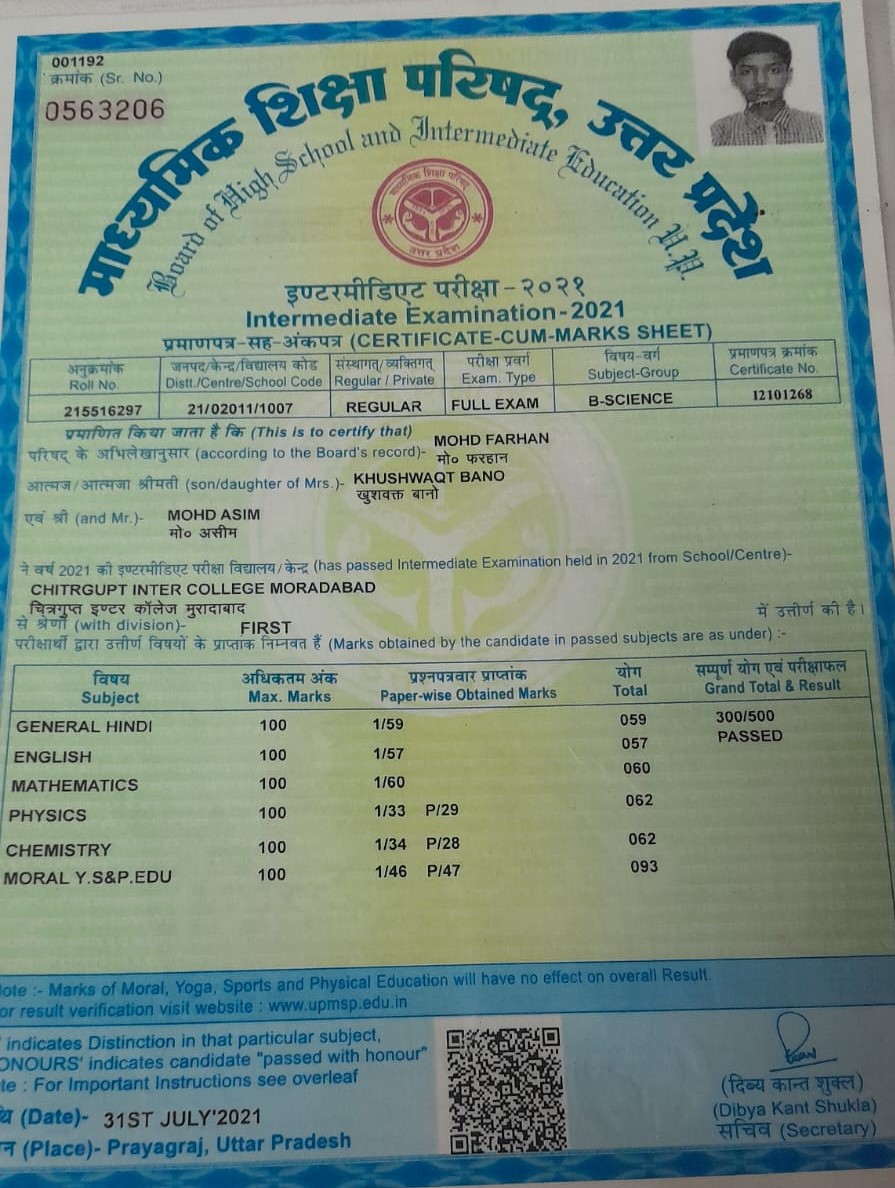 001192
क्रमांक (Sr. No.)
0563206
माध्यमिक शिक्षा परिषद्, उत्तर प्रदेश
Board of High School and Intermediate Education U.P.
माध्यमिक शिक्षा परिषद्
उत्तर प्रदेश
इण्टरमीडिएट परीक्षा-२०२१
Intermediate Examination-2021
प्रमाणपत्र-सह-अंकपत्र (CERTIFICATE-CUM-MARKS SHEET)
अनुक्रमांक जनपद/केन्द्र/विद्यालय कोड संस्थागत/व्यक्तिगत परीक्षा प्रवर्ग विषय-वर्ग प्रमाणपत्र क्रमांक
Roll No. Distt./Centre/School Code Regular / Private Exam. Type Subject-Group Certificate No.
215516297 21/02011/1007 REGULAR FULL EXAM B-SCIENCE 12101268
प्रमाणित किया जाता है कि (This is to certify that) MOHD FARHAN
परिषद् के अभिलेखानुसार (according to the Board's record)- मो० फरहान
आत्मज/आत्मजा श्रीमती (son/daughter of Mrs.)- KHUSHWAQT BANO
खुशवक्त बानो
एवं श्री (and Mr.)- MOHD ASIM
मो० असीम
ने वर्ष 2021 की इण्टरमीडिएट परीक्षा विद्यालय/केन्द्र (has passed Intermediate Examination held in 2021 from School/Centre)-
CHITRGUPT INTER COLLEGE MORADABAD
चित्रगुप्त इण्टर कॉलेज मुरादाबाद में उत्तीर्ण की है।
से श्रेणी (with division)- FIRST
परीक्षार्थी द्वारा उत्तीर्ण विषयों के प्राप्तांक निम्नवत हैं (Marks obtained by the candidate in passed subjects are as under) :-
विषय अधिकतम अंक प्रश्नपत्रवार प्राप्तांक योग सम्पूर्ण योग एवं परीक्षाफल
Subject Max. Marks Paper-wise Obtained Marks Total Grand Total & Result
GENERAL HINDI 100 1/59 059 300/500
ENGLISH 100 1/57 057 PASSED
MATHEMATICS 100 1/60 060
PHYSICS 100 1/33 P/29 062
CHEMISTRY 100 1/34 P/28 062
MORAL Y.S&P.EDU 100 1/46 P/47 093
ote :- Marks of Moral, Yoga, Sports and Physical Education will have no effect on overall Result.
or result verification visit website : www.upmsp.edu.in
' indicates Distinction in that particular subject,
ONOURS' indicates candidate "passed with honour"
te : For Important Instructions see overleaf
थि (Date)- 31ST JULY'2021
न (Place)- Prayagraj, Uttar Pradesh
(दिब्य कान्त शुक्ल)
(Dibya Kant Shukla)
सचिव (Secretary)